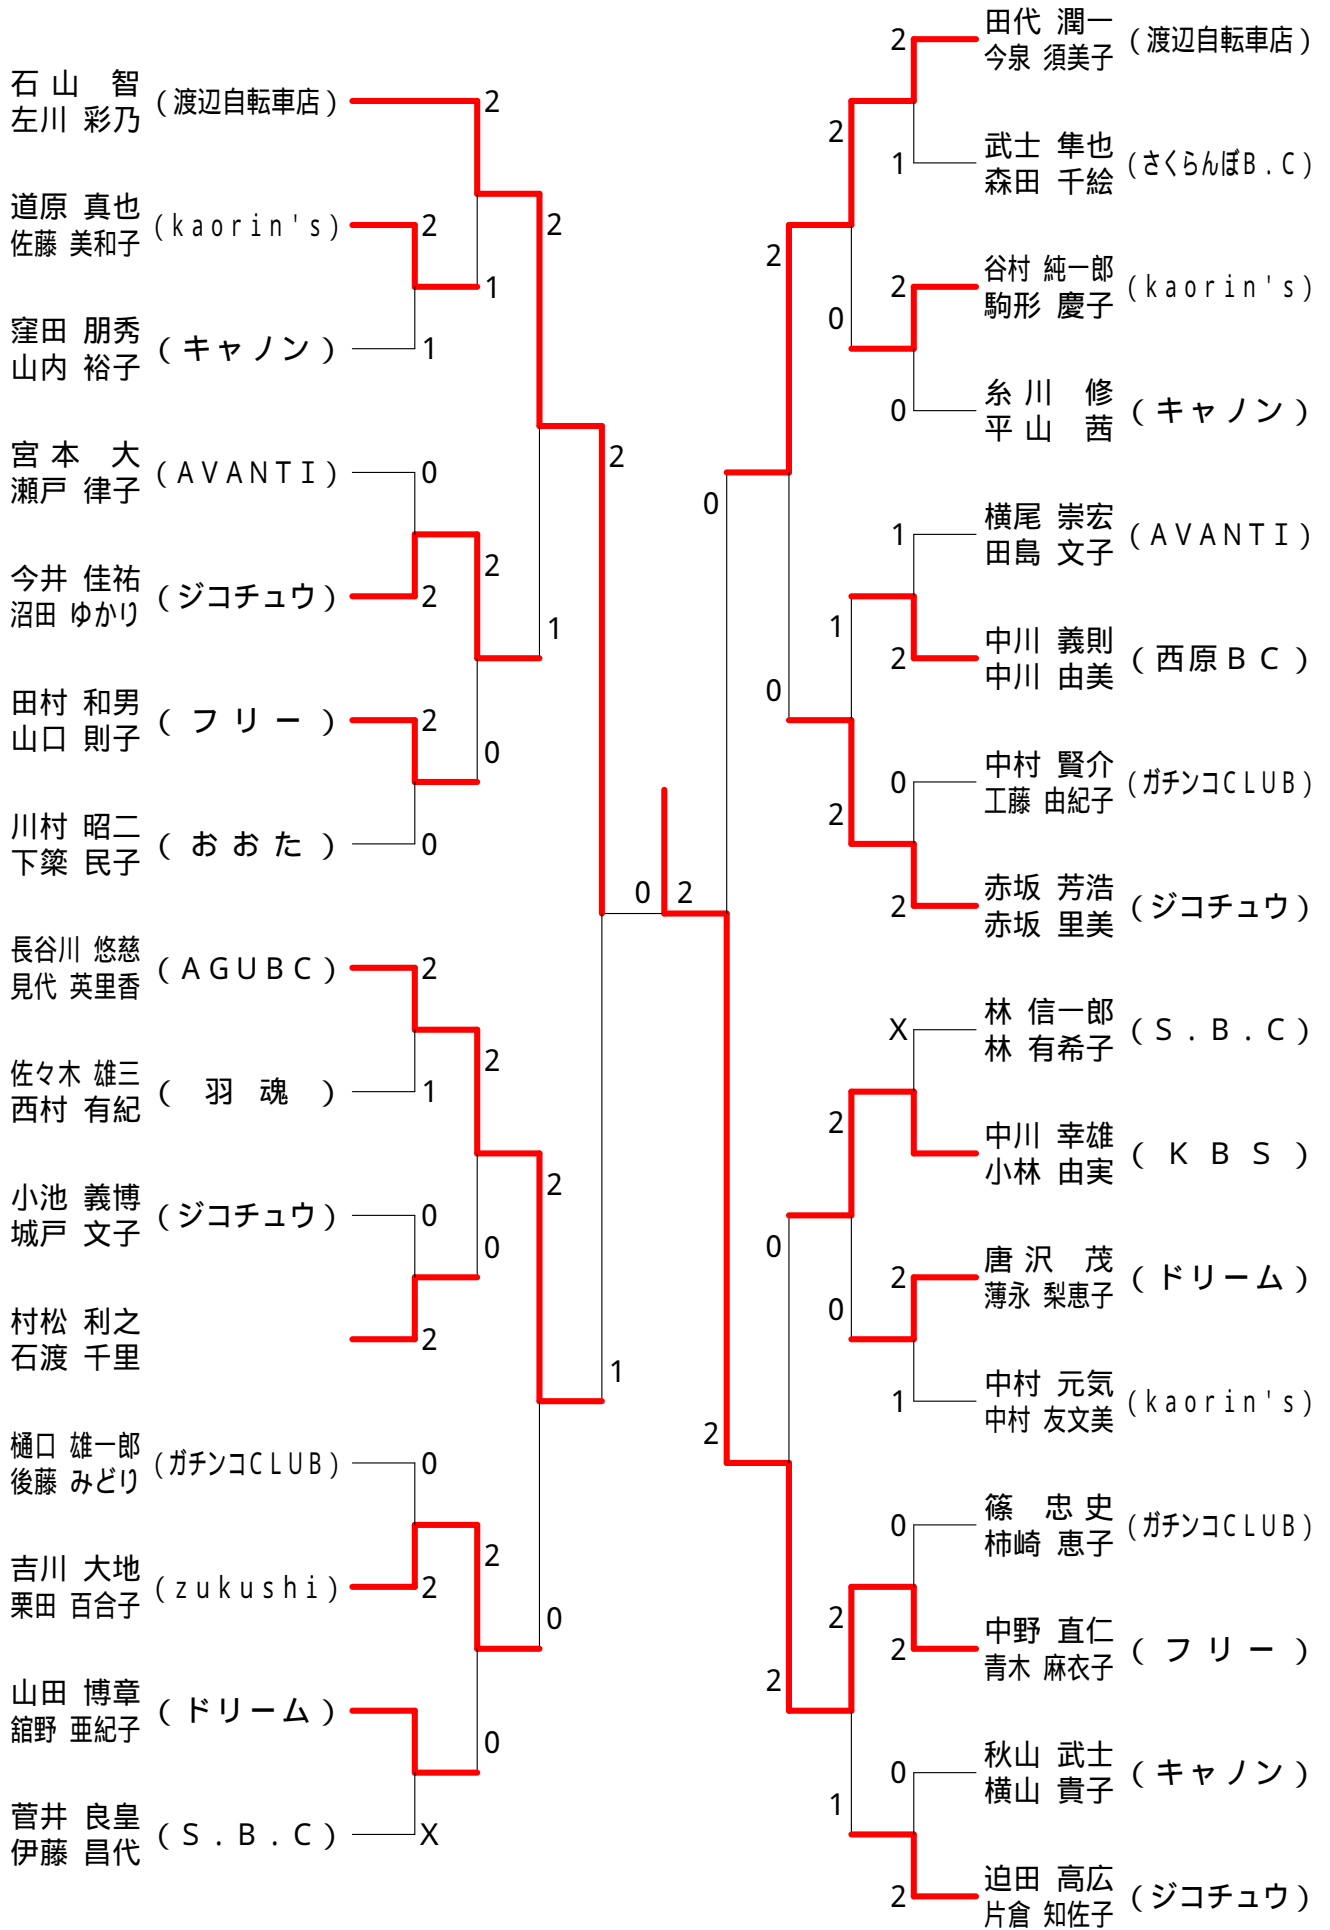 石山 智
左川 彩乃
(渡辺自転車店)
2
道原 真也
佐藤 美和子
(kaorin's)
2
1
窪田 朋秀
山内 裕子
(キャノン)
1
2
宮本 大
瀬戸 律子
(AVANTI)
0
今井 佳祐
沼田 ゆかり
(ジコチュウ)
2
2
1
田村 和男
山口 則子
(フリー)
2
0
川村 昭二
下簗 民子
(おおた)
0
2
長谷川 悠慈
見代 英里香
(AGUBC)
2
佐々木 雄三
西村 有紀
(羽魂)
1
2
小池 義博
城戸 文子
(ジコチュウ)
0
0
村松 利之
石渡 千里
2
2
1
樋口 雄一郎
後藤 みどり
(ガチンコCLUB)
0
吉川 大地
栗田 百合子
(zukushi)
2
2
0
山田 博章
舘野 亜紀子
(ドリーム)
0
菅井 良皇
伊藤 昌代
(S.B.C)
X
0
2
2
田代 潤一
今泉 須美子
(渡辺自転車店)
2
1
武士 隼也
森田 千絵
(さくらんぼB.C)
2
2
谷村 純一郎
駒形 慶子
(kaorin's)
0
0
糸川 修
平山 茜
(キャノン)
0
1
横尾 崇宏
田島 文子
(AVANTI)
1
2
中川 義則
中川 由美
(西原BC)
0
0
中村 賢介
工藤 由紀子
(ガチンコCLUB)
2
2
赤坂 芳浩
赤坂 里美
(ジコチュウ)
X
林 信一郎
林 有希子
(S.B.C)
2
中川 幸雄
小林 由実
(KBS)
0
2
唐沢 茂
薄永 梨恵子
(ドリーム)
0
1
中村 元気
中村 友文美
(kaorin's)
2
0
篠 忠史
柿崎 恵子
(ガチンコCLUB)
2
2
中野 直仁
青木 麻衣子
(フリー)
2
0
秋山 武士
横山 貴子
(キャノン)
1
2
迫田 高広
片倉 知佐子
(ジコチュウ)